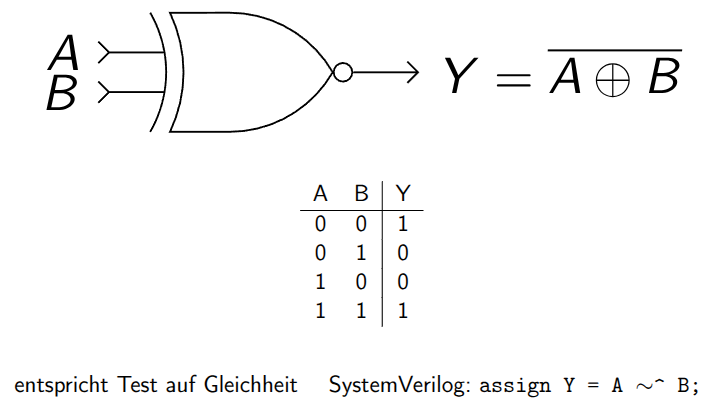 A
B
Y = \overline{A ⊕ B}
A B Y
0 0 1
0 1 0
1 0 0
1 1 1
entspricht Test auf Gleichheit SystemVerilog: assign Y = A ~^ B;